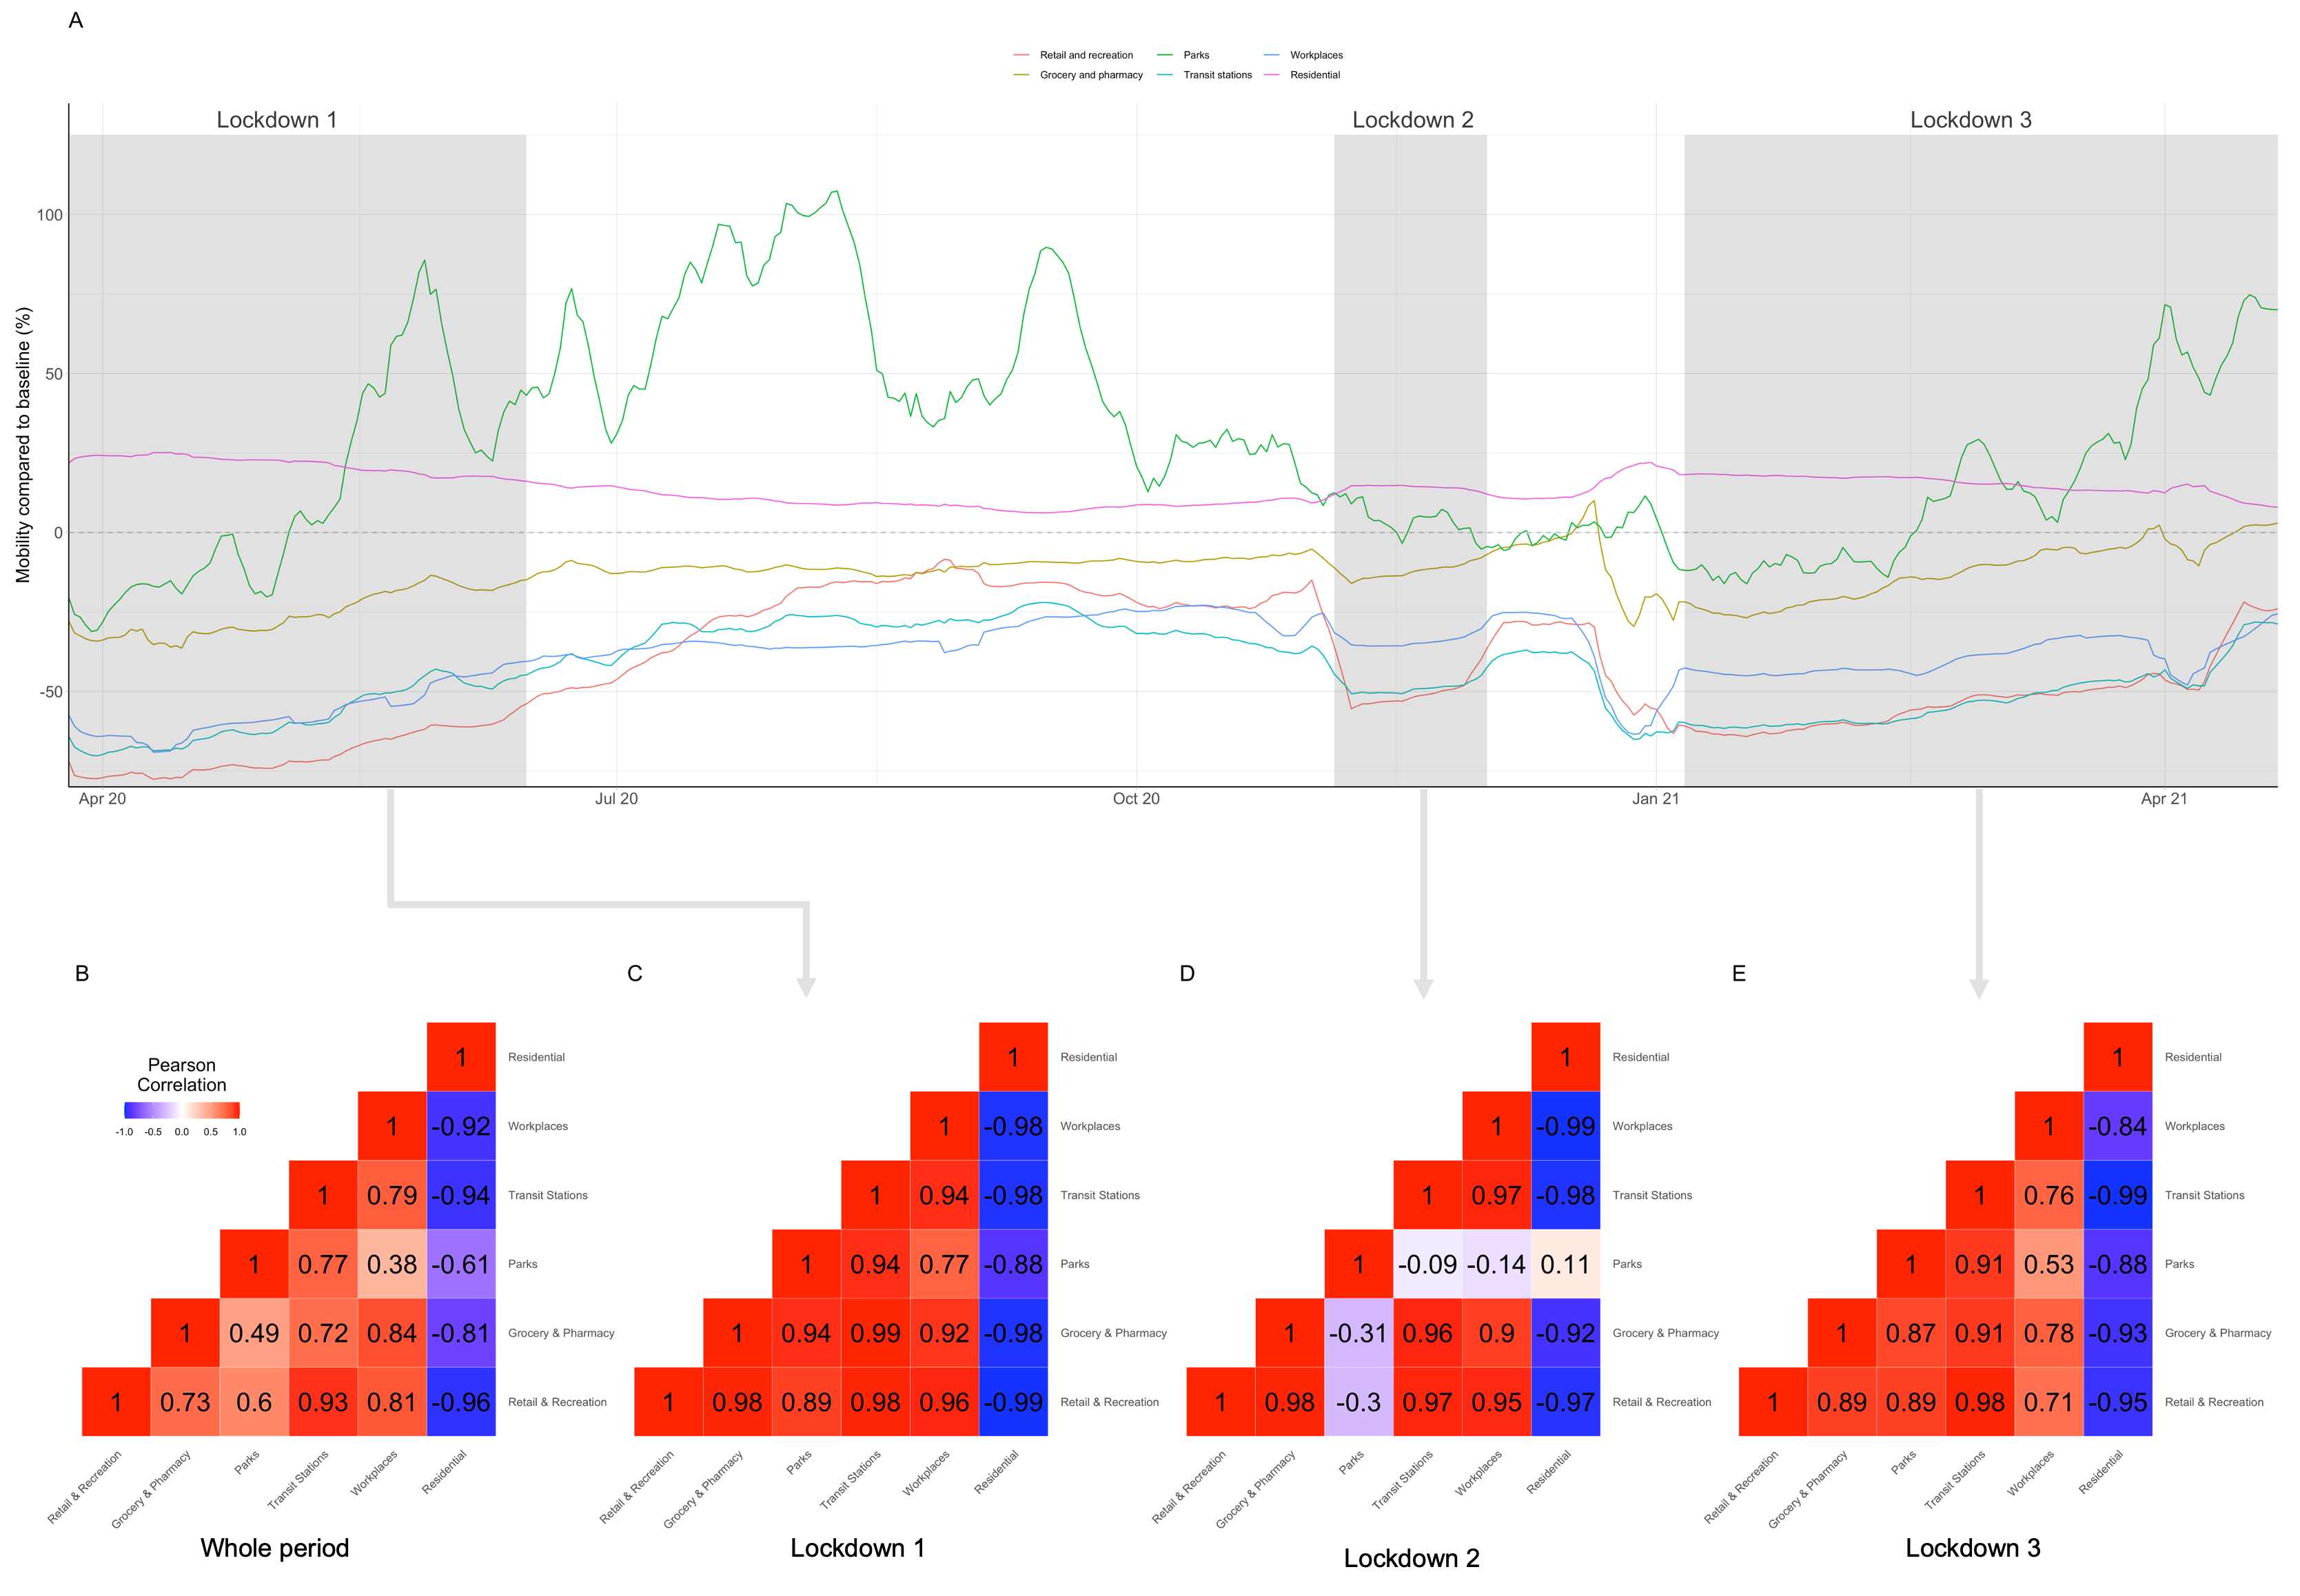 A
Retail and recreation Parks Workplaces
Grocery and pharmacy Transit stations Residential
Lockdown 1 Lockdown 2 Lockdown 3
Mobility compared to baseline (%)
100
50
0
-50
Apr 20 Jul 20 Oct 20 Jan 21 Apr 21
B
Pearson
Correlation
-1.0 -0.5 0.0 0.5 1.0
1 Residential
1 -0.92 Workplaces
1 0.79 -0.94 Transit Stations
1 0.77 0.38 -0.61 Parks
1 0.49 0.72 0.84 -0.81 Grocery & Pharmacy
1 0.73 0.6 0.93 0.81 -0.96 Retail & Recreation
Retail & Recreation Grocery & Pharmacy Parks Transit Stations Workplaces Residential
Whole period
C
1 Residential
1 -0.98 Workplaces
1 0.94 -0.98 Transit Stations
1 0.94 0.77 -0.88 Parks
1 0.94 0.99 0.92 -0.98 Grocery & Pharmacy
1 0.98 0.89 0.98 0.96 -0.99 Retail & Recreation
Retail & Recreation Grocery & Pharmacy Parks Transit Stations Workplaces Residential
Lockdown 1
D
1 Residential
1 -0.99 Workplaces
1 0.97 -0.98 Transit Stations
1 -0.09 -0.14 0.11 Parks
1 -0.31 0.96 0.9 -0.92 Grocery & Pharmacy
1 0.98 -0.3 0.97 0.95 -0.97 Retail & Recreation
Retail & Recreation Grocery & Pharmacy Parks Transit Stations Workplaces Residential
Lockdown 2
E
1 Residential
1 -0.84 Workplaces
1 0.76 -0.99 Transit Stations
1 0.91 0.53 -0.88 Parks
1 0.87 0.91 0.78 -0.93 Grocery & Pharmacy
1 0.89 0.89 0.98 0.71 -0.95 Retail & Recreation
Retail & Recreation Grocery & Pharmacy Parks Transit Stations Workplaces Residential
Lockdown 3